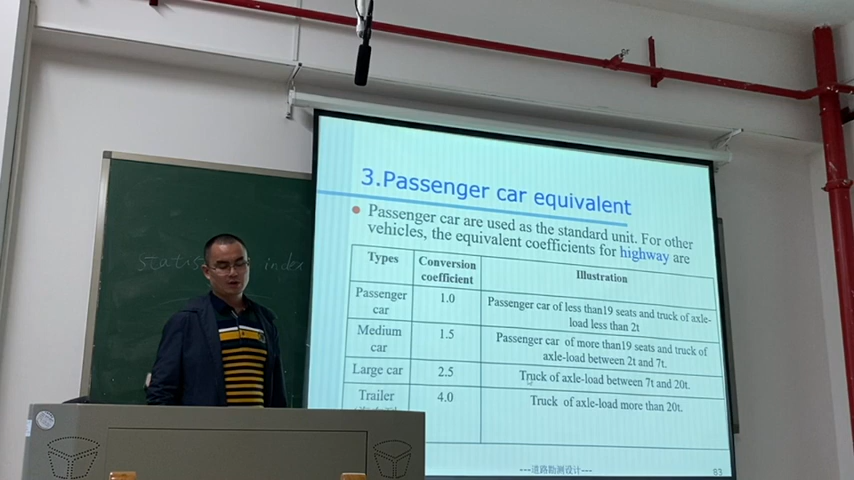 statis index
3.Passenger car equivalent
Passenger car are used as the standard unit. For other
vehicles, the equivalent coefficients for highway are
Types Conversion coefficient Illustration
Passenger car 1.0 Passenger car of less than19 seats and truck of axle-load less than 2t
Medium car 1.5 Passenger car of more than19 seats and truck of axle-load between 2t and 7t.
Large car 2.5 Truck of axle-load between 7t and 20t.
Trailer 4.0 Truck of axle-load more than 20t.
---道路勘测设计---
83